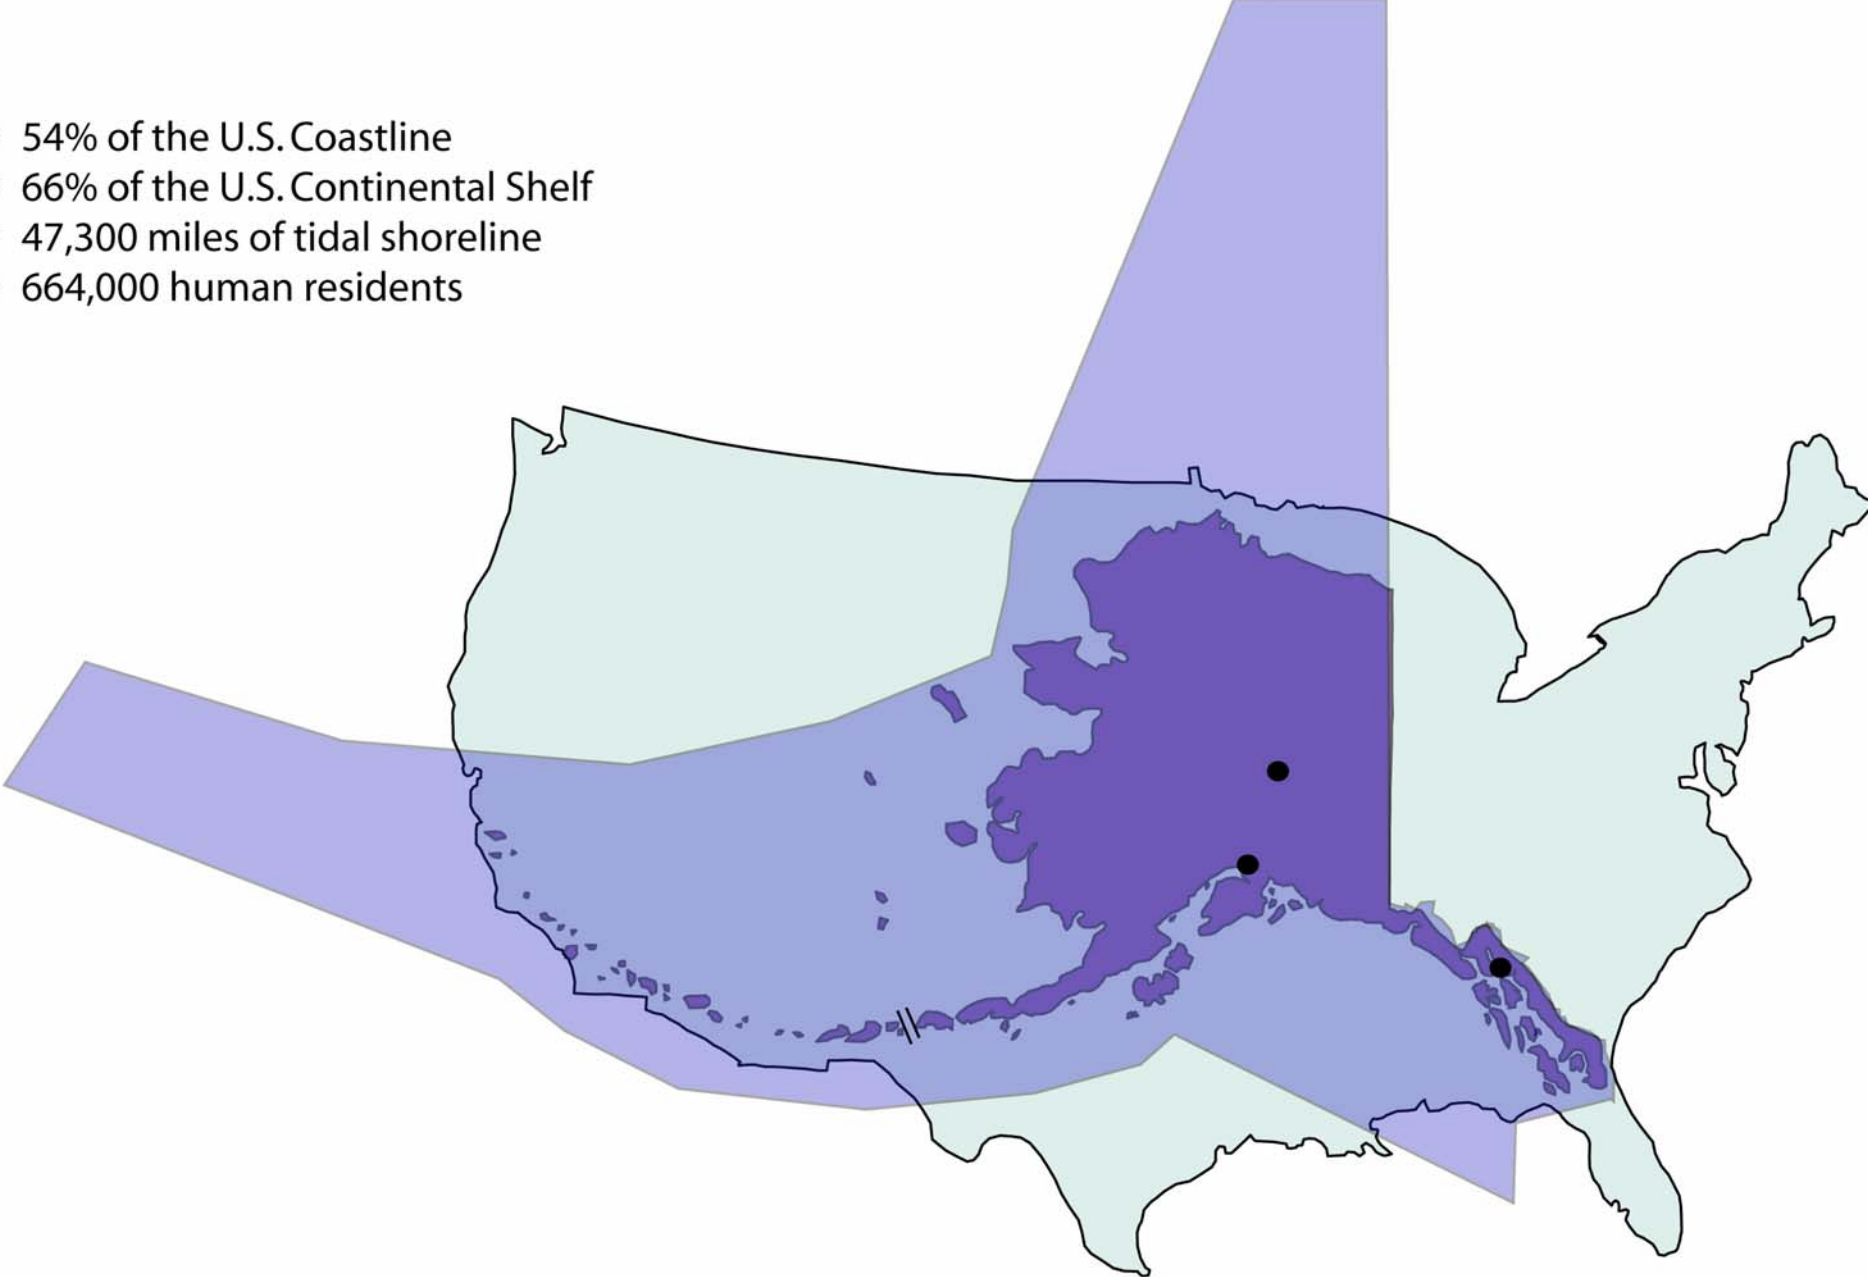 54% of the U.S. Coastline
66% of the U.S. Continental Shelf
47,300 miles of tidal shoreline
664,000 human residents